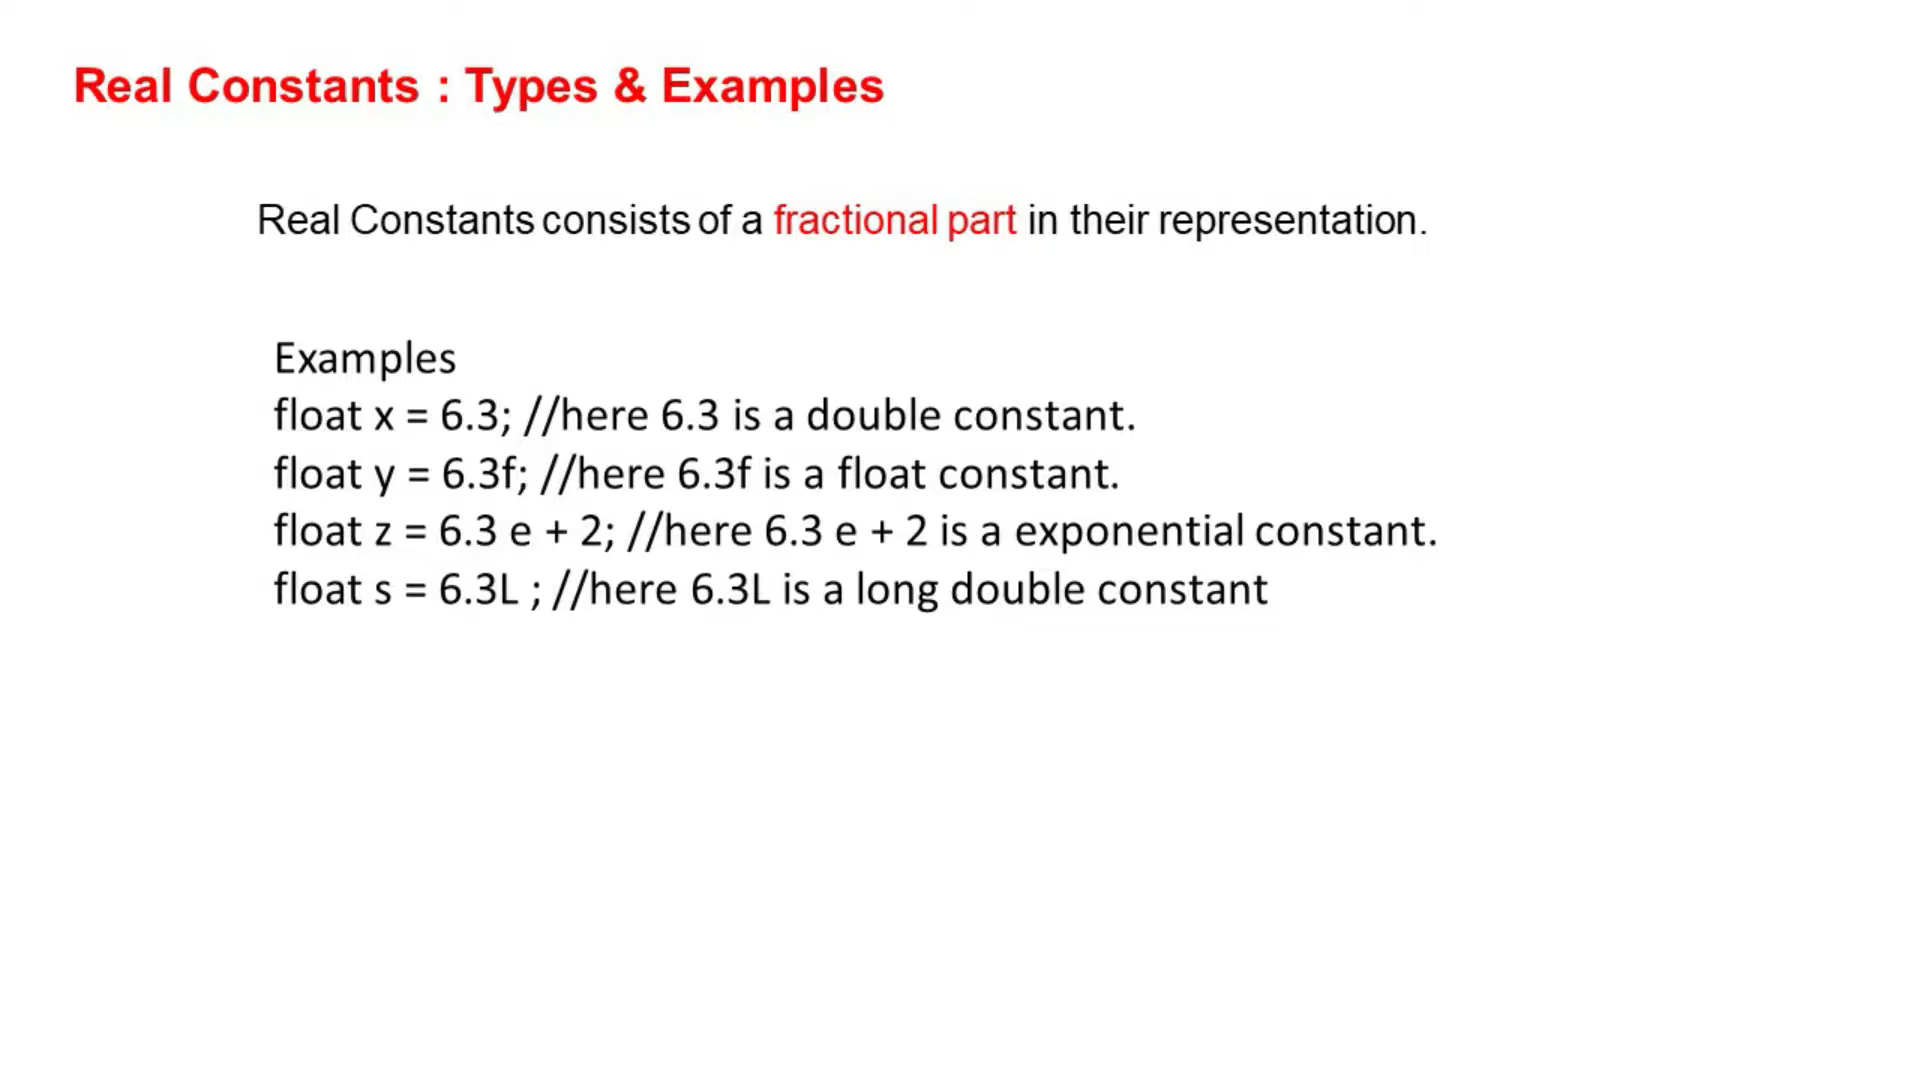 Real Constants : Types & Examples
Real Constants consists of a fractional part in their representation.
Examples
float x = 6.3; //here 6.3 is a double constant.
float y = 6.3f; //here 6.3f is a float constant.
float z = 6.3 e + 2; //here 6.3 e + 2 is a exponential constant.
float s = 6.3L ; //here 6.3L is a long double constant